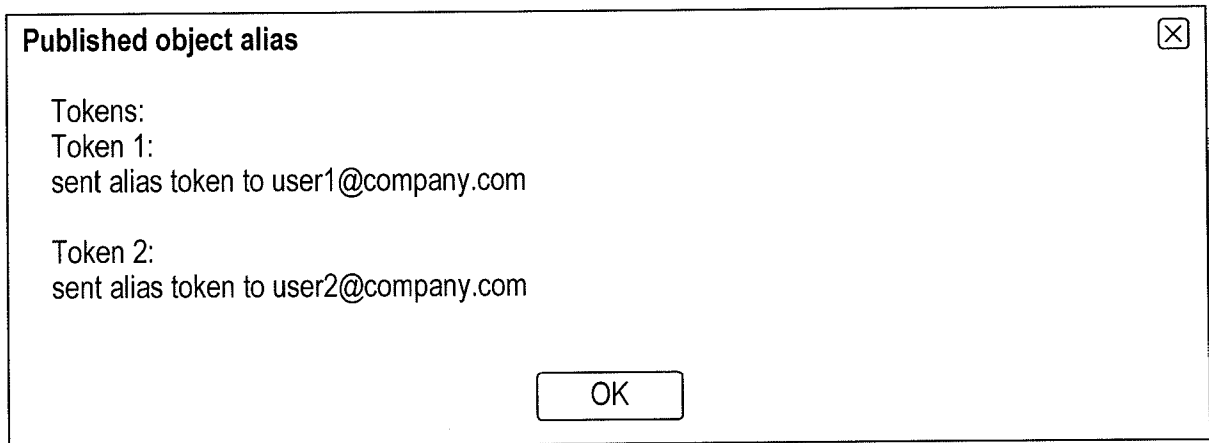 Published object alias
Tokens:
Token 1:
sent alias token to user1@company.com
Token 2:
sent alias token to user2@company.com
OK